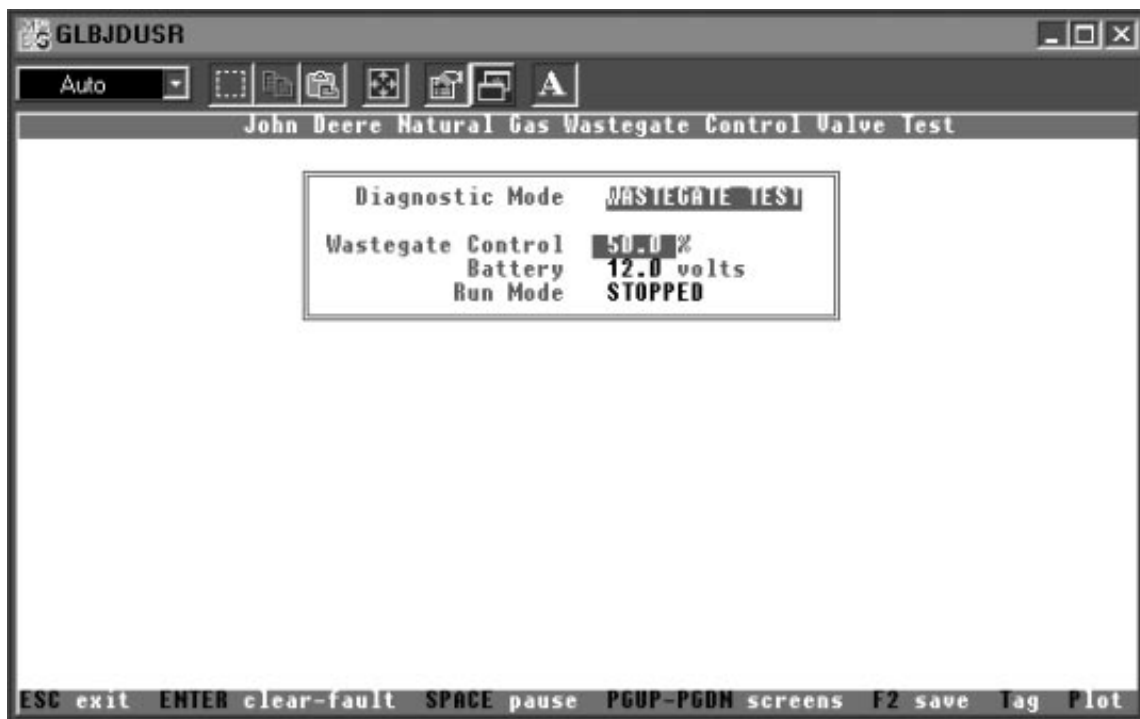 GLBJDUSR
Auto
A
John Deere Natural Gas Wastegate Control Valve Test
Diagnostic Mode WASTEGATE TEST
Wastegate Control 50.0 %
Battery 12.0 volts
Run Mode STOPPED
ESC exit ENTER clear-fault SPACE pause PGUP-PGDN screens F2 save Tag Plot